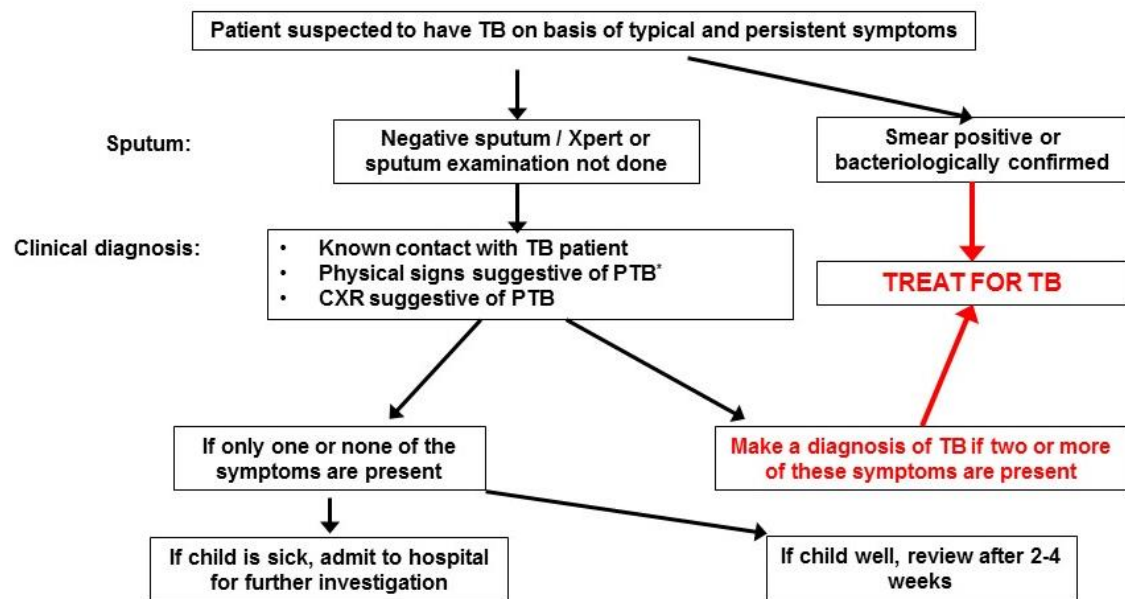 Patient suspected to have TB on basis of typical and persistent symptoms
Sputum:
Negative sputum / Xpert or
sputum examination not done
Smear positive or
bacteriologically confirmed
Clinical diagnosis:
• Known contact with TB patient
• Physical signs suggestive of PTB*
• CXR suggestive of PTB
TREAT FOR TB
If only one or none of the
symptoms are present
Make a diagnosis of TB if two or more
of these symptoms are present
If child is sick, admit to hospital
for further investigation
If child well, review after 2-4
weeks